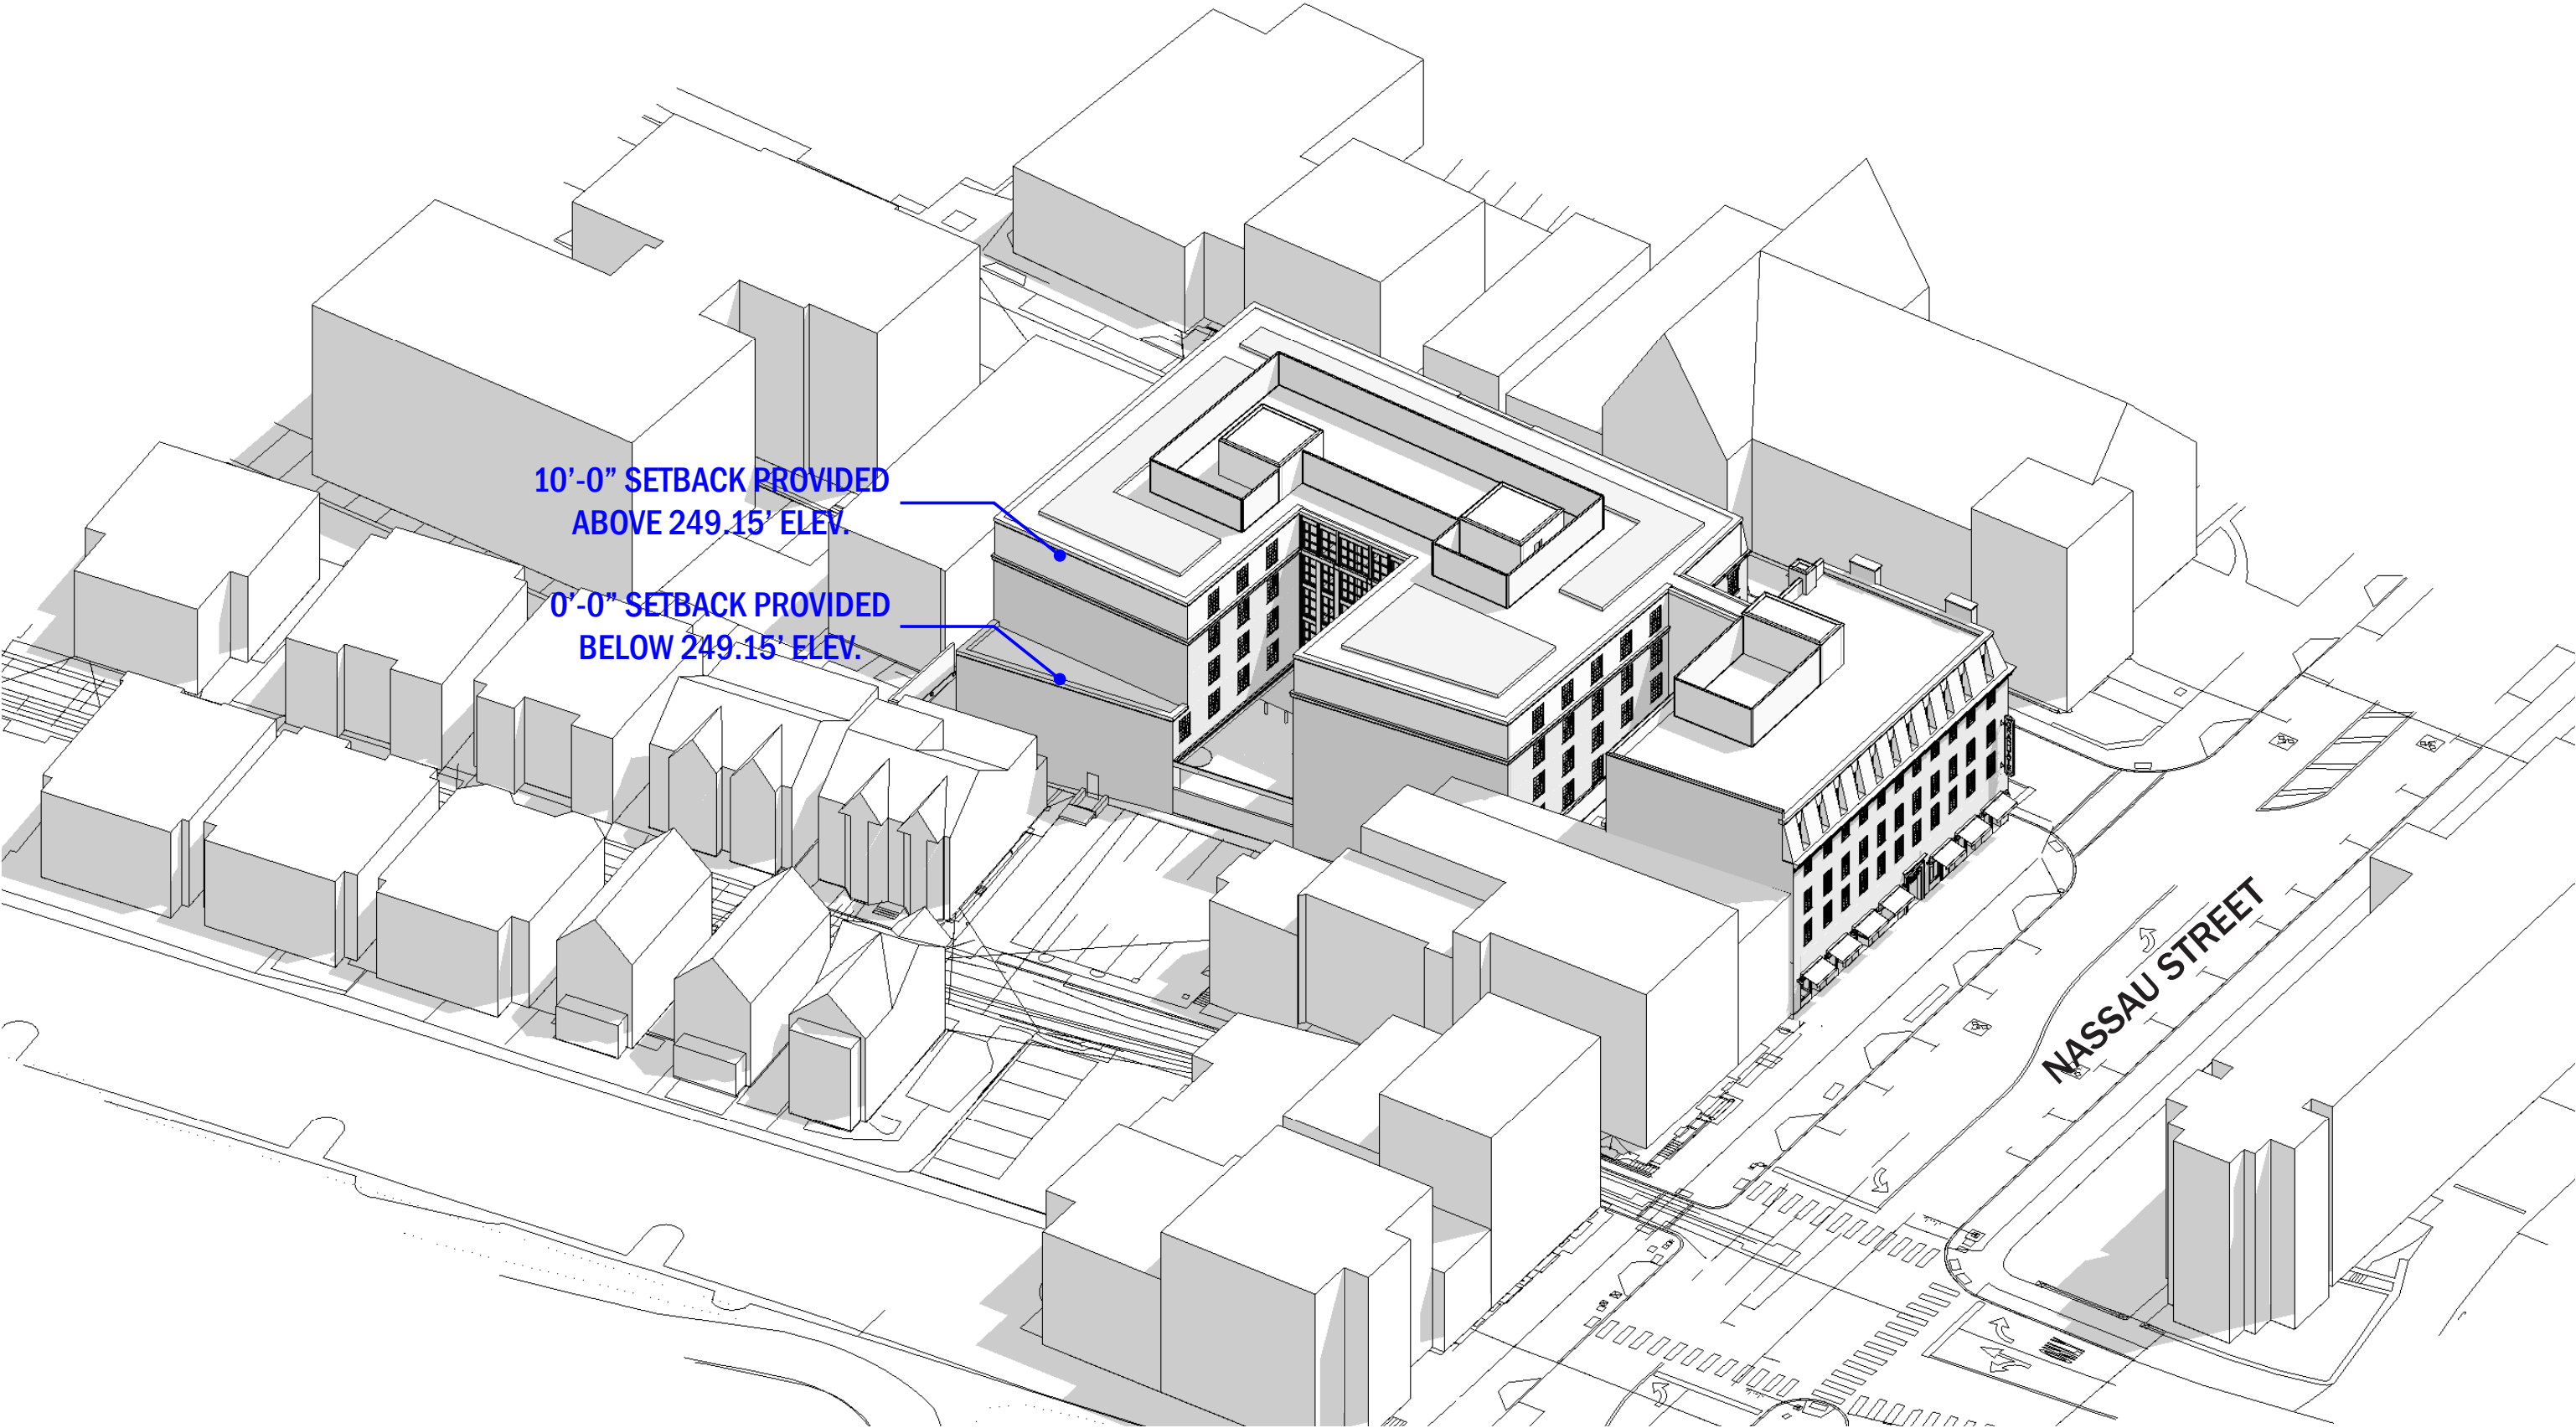 10’-0” SETBACK PROVIDED
ABOVE 249.15’ ELEV.
0’-0” SETBACK PROVIDED
BELOW 249.15’ ELEV.
NASSAU STREET